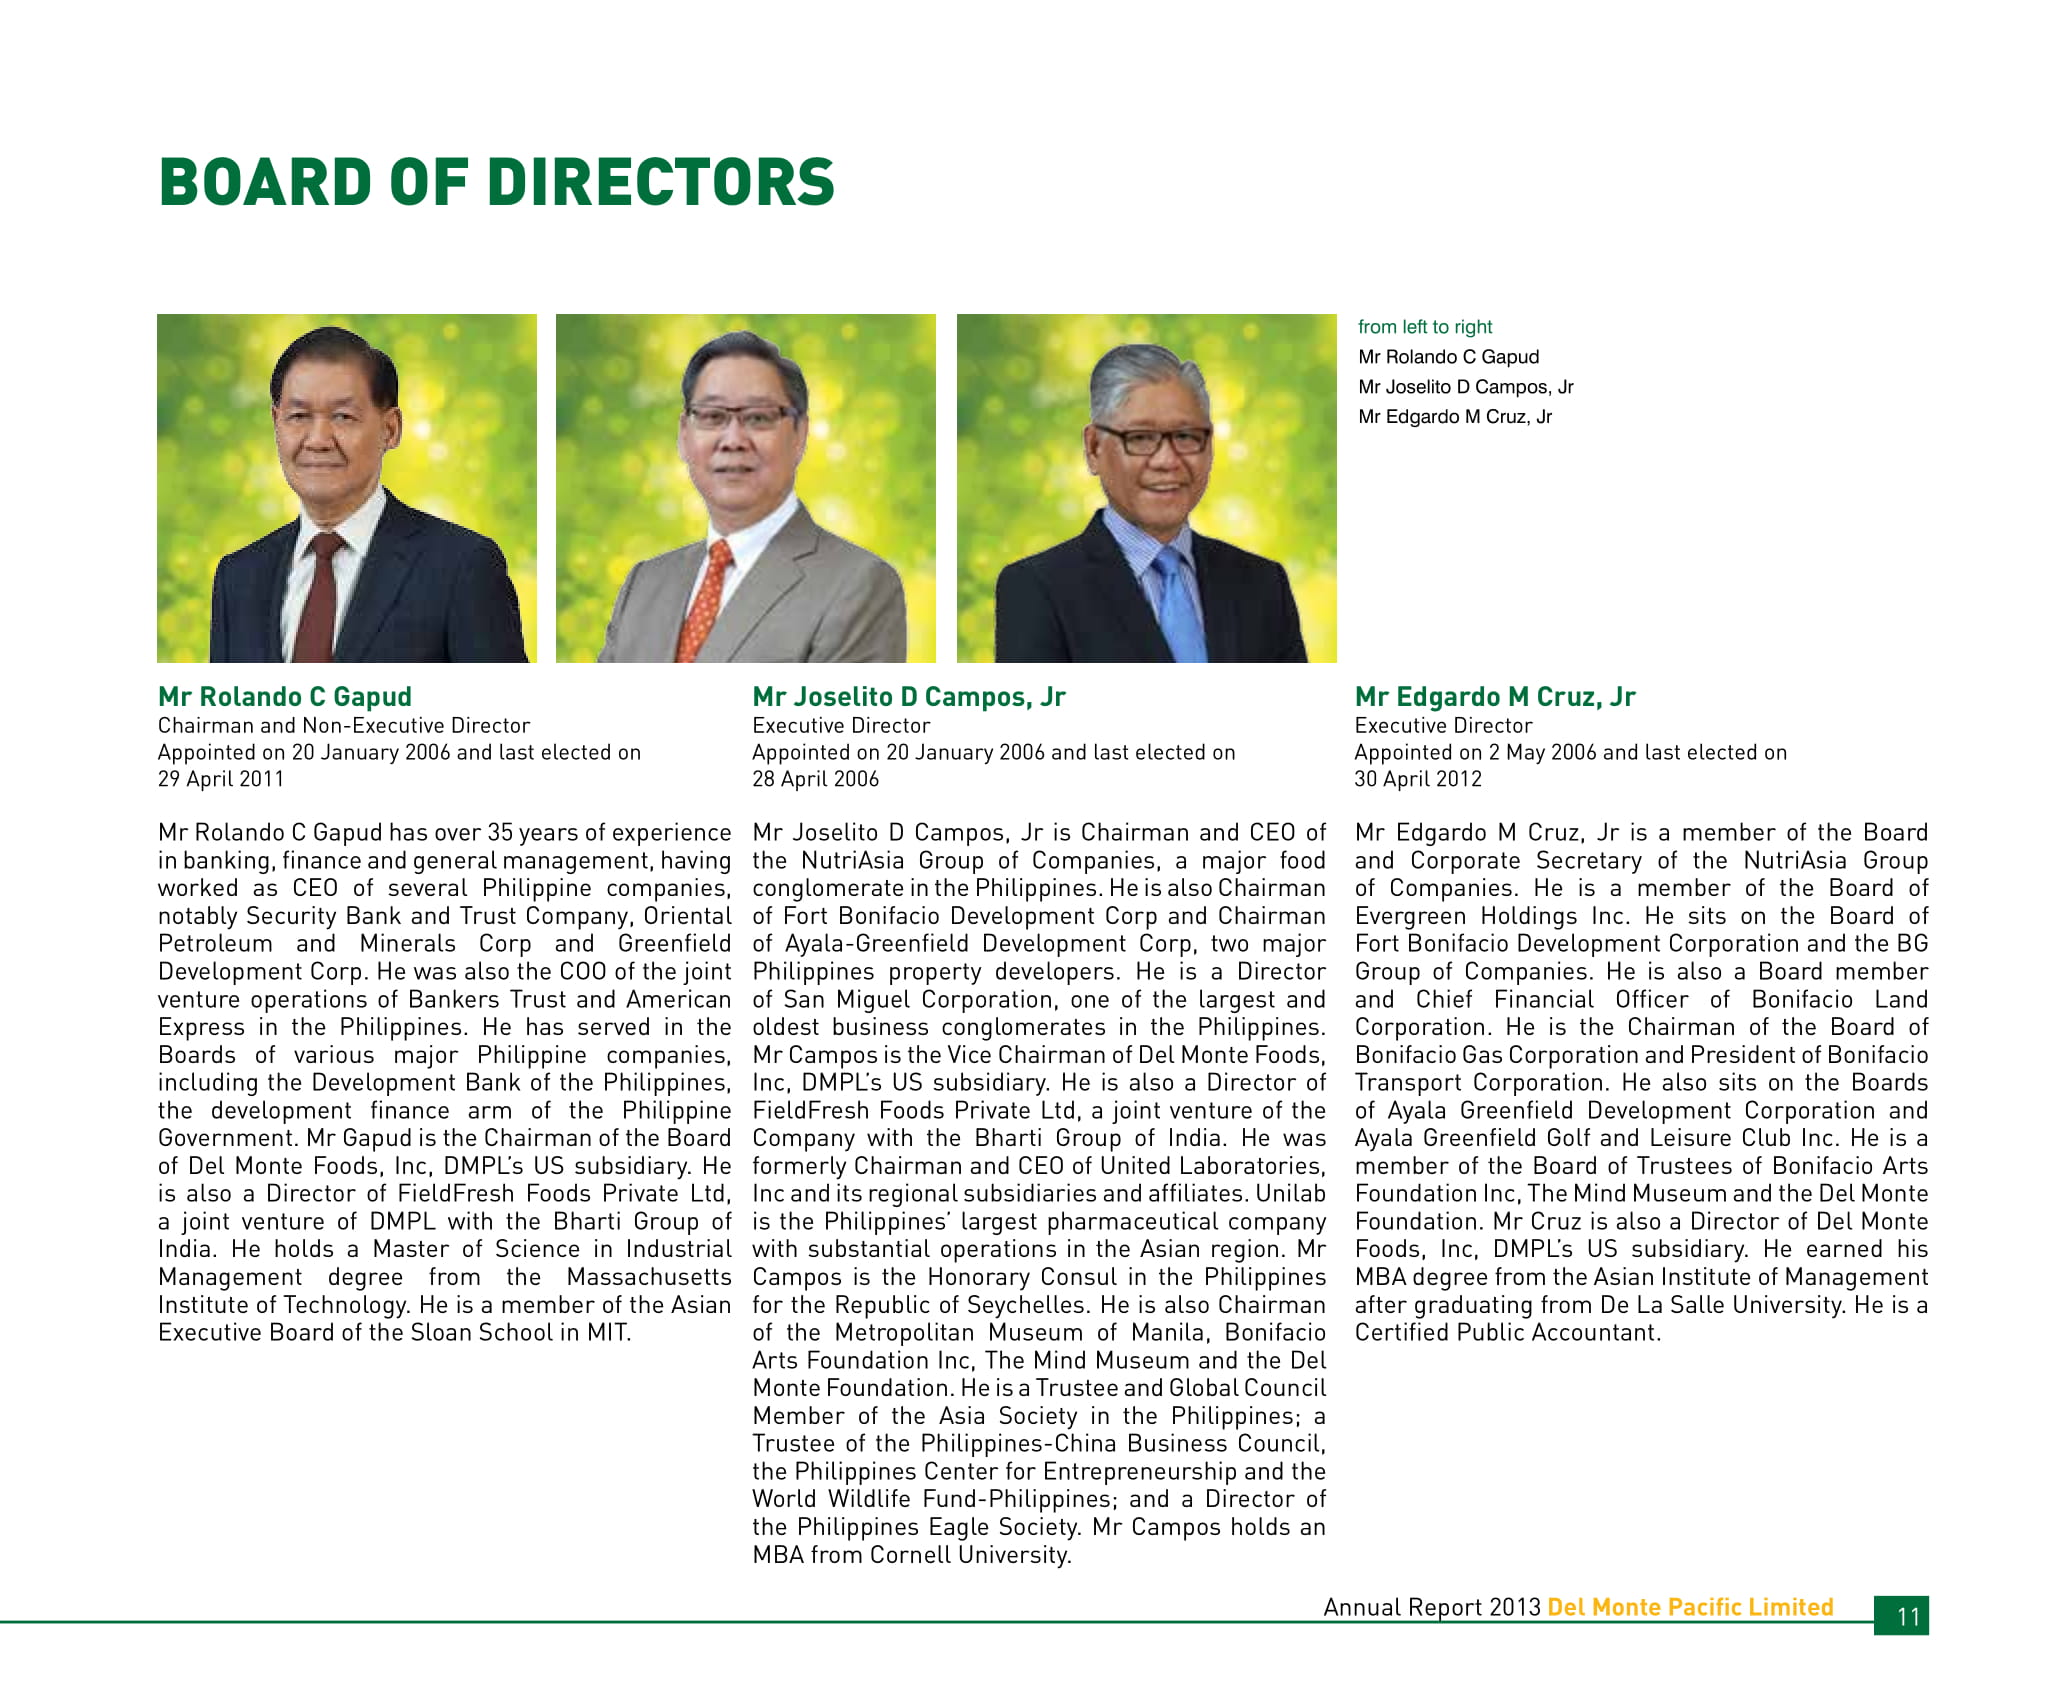 BOARD OF DIRECTORS
from left to right
Mr Rolando C Gapud
Mr Joselito D Campos, Jr
Mr Edgardo M Cruz, Jr
Mr Rolando C Gapud
Chairman and Non-Executive Director
Appointed on 20 January 2006 and last elected on
29 April 2011
Mr Rolando C Gapud has over 35 years of experience
in banking, finance and general management, having
worked as CEO of several Philippine companies,
notably Security Bank and Trust Company, Oriental
Petroleum and Minerals Corp and Greenfield
Development Corp. He was also the COO of the joint
venture operations of Bankers Trust and American
Express in the Philippines. He has served in the
Boards of various major Philippine companies,
including the Development Bank of the Philippines,
the development finance arm of the Philippine
Government. Mr Gapud is the Chairman of the Board
of Del Monte Foods, Inc, DMPL’s US subsidiary. He
is also a Director of FieldFresh Foods Private Ltd,
a joint venture of DMPL with the Bharti Group of
India. He holds a Master of Science in Industrial
Management degree from the Massachusetts
Institute of Technology. He is a member of the Asian
Executive Board of the Sloan School in MIT.
Mr Joselito D Campos, Jr
Executive Director
Appointed on 20 January 2006 and last elected on
28 April 2006
Mr Joselito D Campos, Jr is Chairman and CEO of
the NutriAsia Group of Companies, a major food
conglomerate in the Philippines. He is also Chairman
of Fort Bonifacio Development Corp and Chairman
of Ayala-Greenfield Development Corp, two major
Philippines property developers. He is a Director
of San Miguel Corporation, one of the largest and
oldest business conglomerates in the Philippines.
Mr Campos is the Vice Chairman of Del Monte Foods,
Inc, DMPL’s US subsidiary. He is also a Director of
FieldFresh Foods Private Ltd, a joint venture of the
Company with the Bharti Group of India. He was
formerly Chairman and CEO of United Laboratories,
Inc and its regional subsidiaries and affiliates. Unilab
is the Philippines’ largest pharmaceutical company
with substantial operations in the Asian region. Mr
Campos is the Honorary Consul in the Philippines
for the Republic of Seychelles. He is also Chairman
of the Metropolitan Museum of Manila, Bonifacio
Arts Foundation Inc, The Mind Museum and the Del
Monte Foundation. He is a Trustee and Global Council
Member of the Asia Society in the Philippines; a
Trustee of the Philippines-China Business Council,
the Philippines Center for Entrepreneurship and the
World Wildlife Fund-Philippines; and a Director of
the Philippines Eagle Society. Mr Campos holds an
MBA from Cornell University.
Mr Edgardo M Cruz, Jr
Executive Director
Appointed on 2 May 2006 and last elected on
30 April 2012
Mr Edgardo M Cruz, Jr is a member of the Board
and Corporate Secretary of the NutriAsia Group
of Companies. He is a member of the Board of
Evergreen Holdings Inc. He sits on the Board of
Fort Bonifacio Development Corporation and the BG
Group of Companies. He is also a Board member
and Chief Financial Officer of Bonifacio Land
Corporation. He is the Chairman of the Board of
Bonifacio Gas Corporation and President of Bonifacio
Transport Corporation. He also sits on the Boards
of Ayala Greenfield Development Corporation and
Ayala Greenfield Golf and Leisure Club Inc. He is a
member of the Board of Trustees of Bonifacio Arts
Foundation Inc, The Mind Museum and the Del Monte
Foundation. Mr Cruz is also a Director of Del Monte
Foods, Inc, DMPL’s US subsidiary. He earned his
MBA degree from the Asian Institute of Management
after graduating from De La Salle University. He is a
Certified Public Accountant.
Annual Report 2013 Del Monte Pacific Limited 11